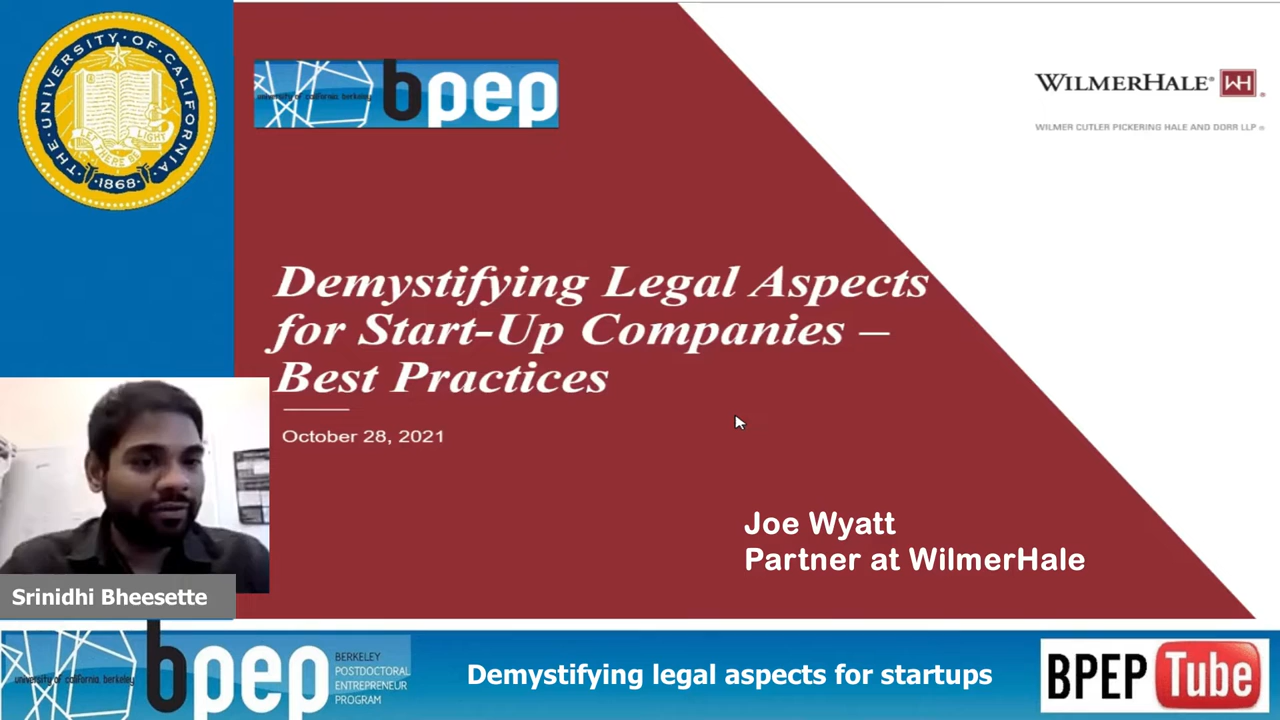 THE·UNIVERSITY·OF·CALIFORNIA·
LET THERE BE LIGHT
·1868·
university of california, berkeley
bpep
WILMERHALE® WH ®
WILMER CUTLER PICKERING HALE AND DORR LLP ®
Demystifying Legal Aspects
for Start-Up Companies –
Best Practices
October 28, 2021
Joe Wyatt
Partner at WilmerHale
Srinidhi Bheesette
university of california, berkeley
bpep
BERKELEY
POSTDOCTORAL
ENTREPRENEUR
PROGRAM
Demystifying legal aspects for startups
BPEP Tube